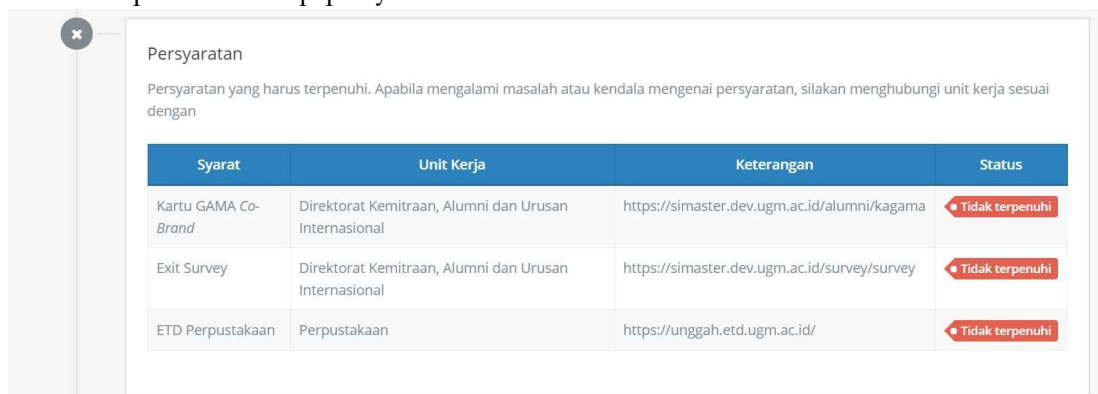 Persyaratan
Persyaratan yang harus terpenuhi. Apabila mengalami masalah atau kendala mengenai persyaratan, silakan menghubungi unit kerja sesuai
dengan
Syarat Unit Kerja Keterangan Status
Kartu GAMA Co-
Brand
Direktorat Kemitraan, Alumni dan Urusan
Internasional
https://simaster.dev.ugm.ac.id/alumni/kagama
Tidak terpenuhi
Exit Survey
Direktorat Kemitraan, Alumni dan Urusan
Internasional
https://simaster.dev.ugm.ac.id/survey/survey
Tidak terpenuhi
ETD Perpustakaan
Perpustakaan
https://unggah.etd.ugm.ac.id/
Tidak terpenuhi